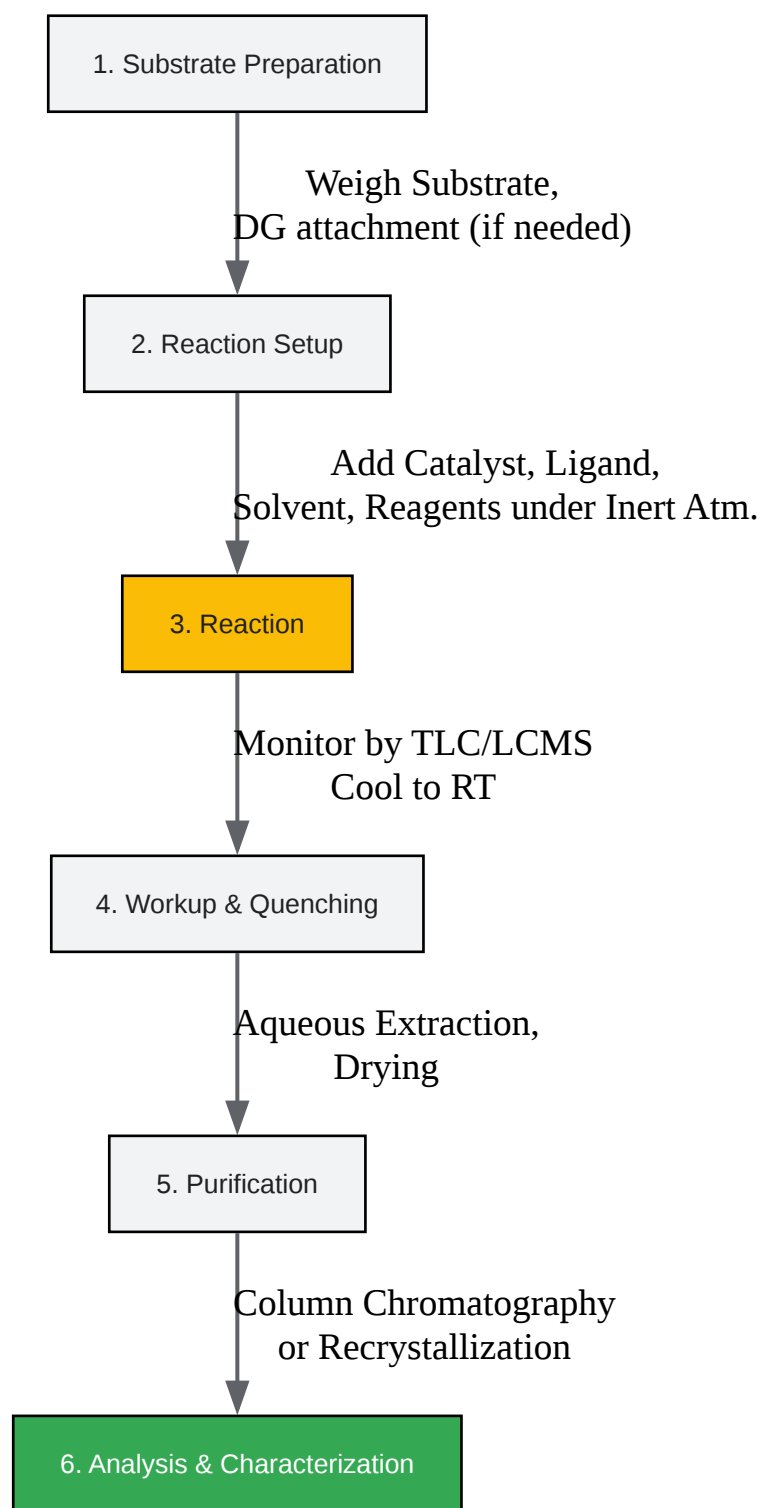 1. Substrate Preparation
Weigh Substrate,
DG attachment (if needed)
2. Reaction Setup
Add Catalyst, Ligand,
Solvent, Reagents under Inert Atm.
3. Reaction
Monitor by TLC/LCMS
Cool to RT
4. Workup & Quenching
Aqueous Extraction,
Drying
5. Purification
Column Chromatography
or Recrystallization
6. Analysis & Characterization